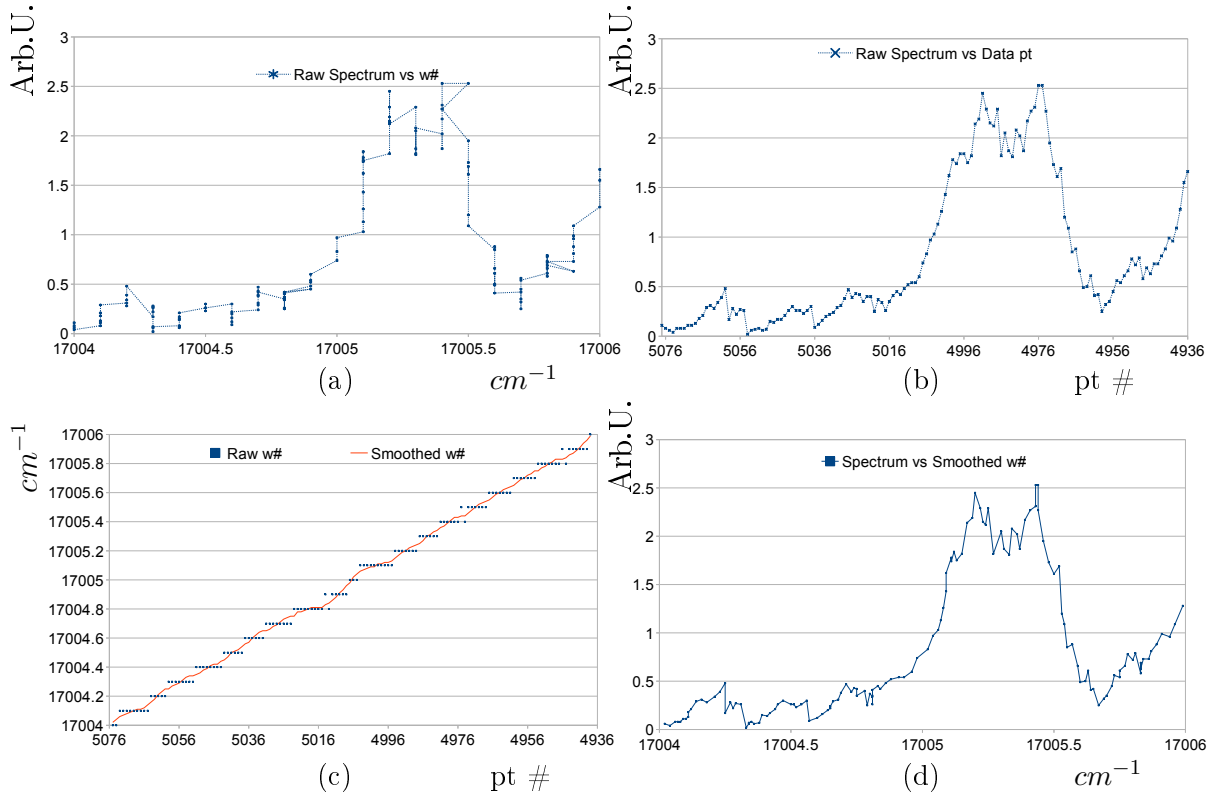 Arb.U.
Raw Spectrum vs w#
3
2.5
2
1.5
1
0.5
0
17004 17004.5 17005 17005.5 17006
(a) cm⁻¹
Arb.U.
Raw Spectrum vs Data pt
3
2.5
2
1.5
1
0.5
0
5076 5056 5036 5016 4996 4976 4956 4936
(b) pt #
cm⁻¹
Raw w# Smoothed w#
17006
17005.8
17005.6
17005.4
17005.2
17005
17004.8
17004.6
17004.4
17004.2
17004
5076 5056 5036 5016 4996 4976 4956 4936
(c) pt #
Arb.U.
Spectrum vs Smoothed w#
3
2.5
2
1.5
1
0.5
0
17004 17004.5 17005 17005.5 17006
(d) cm⁻¹